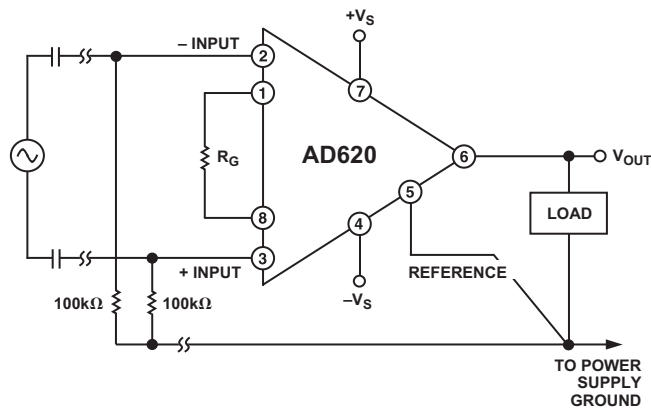 +VS
– INPUT
2
1
7
RG
AD620
6
VOUT
5
8
4
LOAD
3
+ INPUT
REFERENCE
100kΩ
100kΩ
–VS
TO POWER
SUPPLY
GROUND